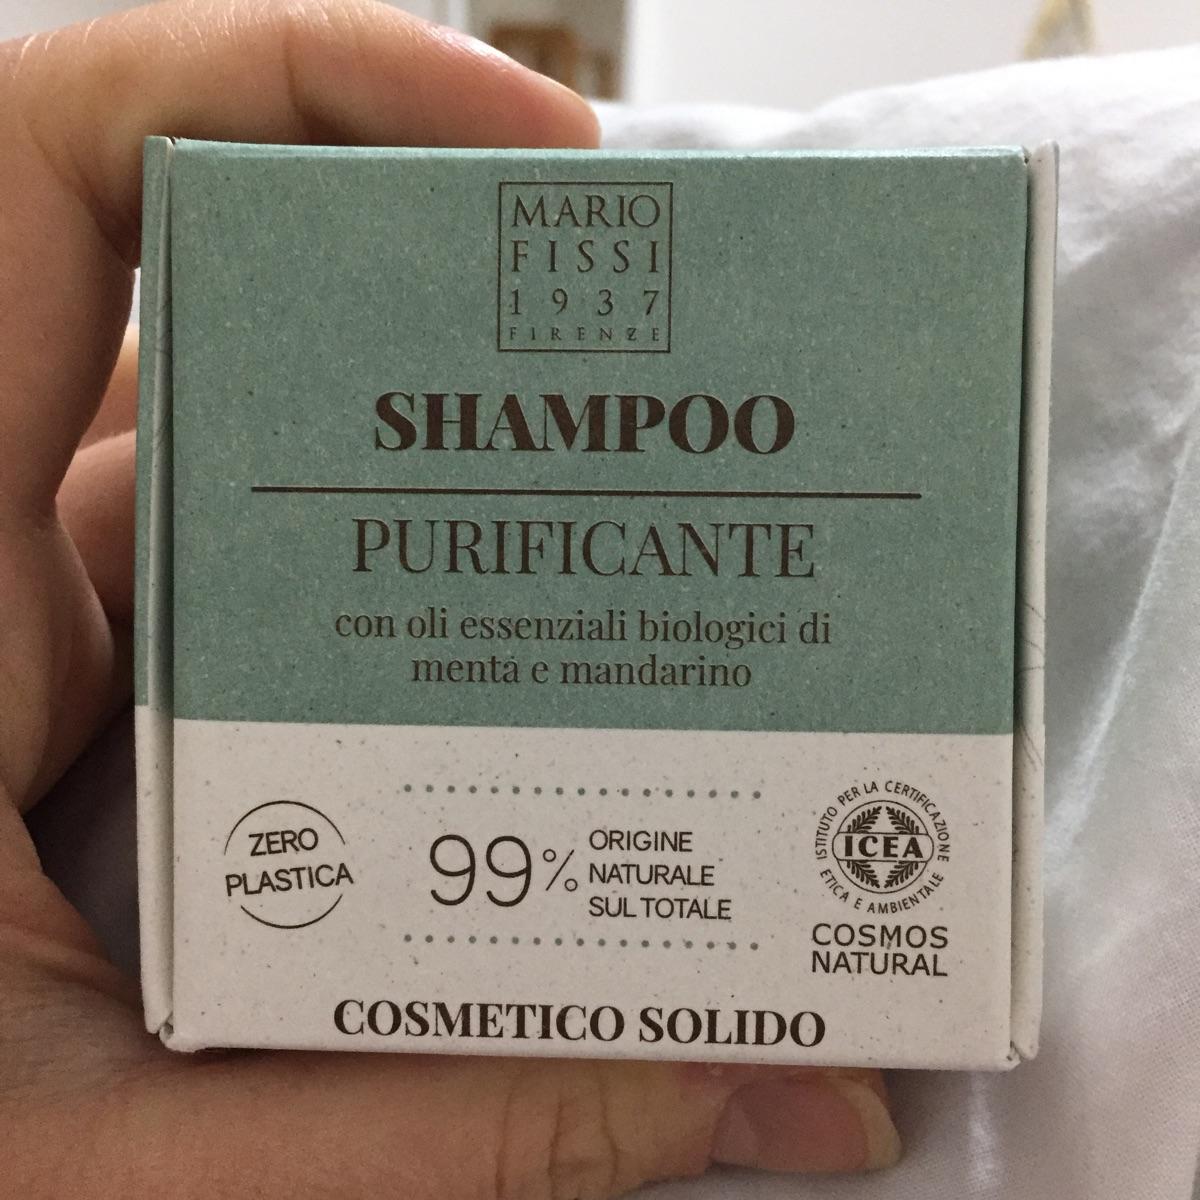 MARIO
FISSI
1937
FIRENZE
SHAMPOO
PURIFICANTE
con oli essenziali biologici di
menta e mandarino
ZERO
PLASTICA
99%
ORIGINE
NATURALE
SUL TOTALE
ISTITUTO PER LA CERTIFICAZIONE
ETICA E AMBIENTALE
ICEA
COSMOS
NATURAL
COSMETICO SOLIDO